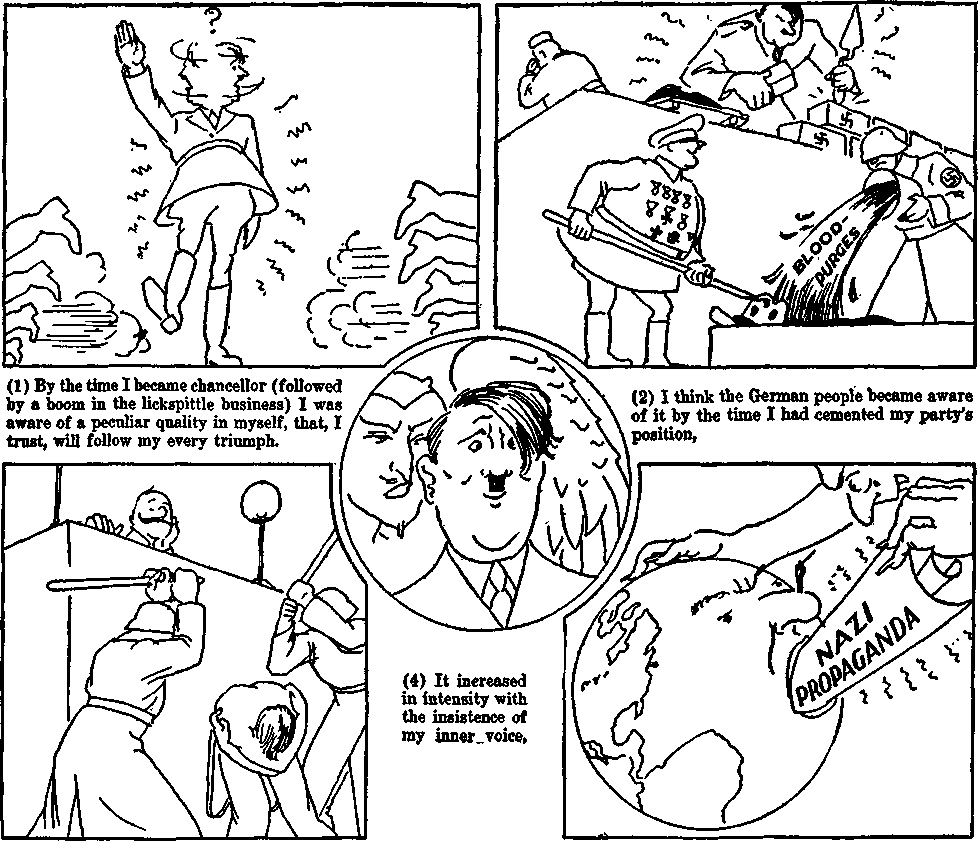 ?
BLOOD
PURGES
(1) By the time I became chancellor (followed
by a boom in the lickspittle business) I was
aware of a peculiar quality in myself, that, I
trust, will follow my every triumph.
(2) I think the German people became aware
of it by the time I had cemented my party's
position,
(4) It increased
in intensity with
the insistence of
my inner voice,
NAZI
PROPAGANDA